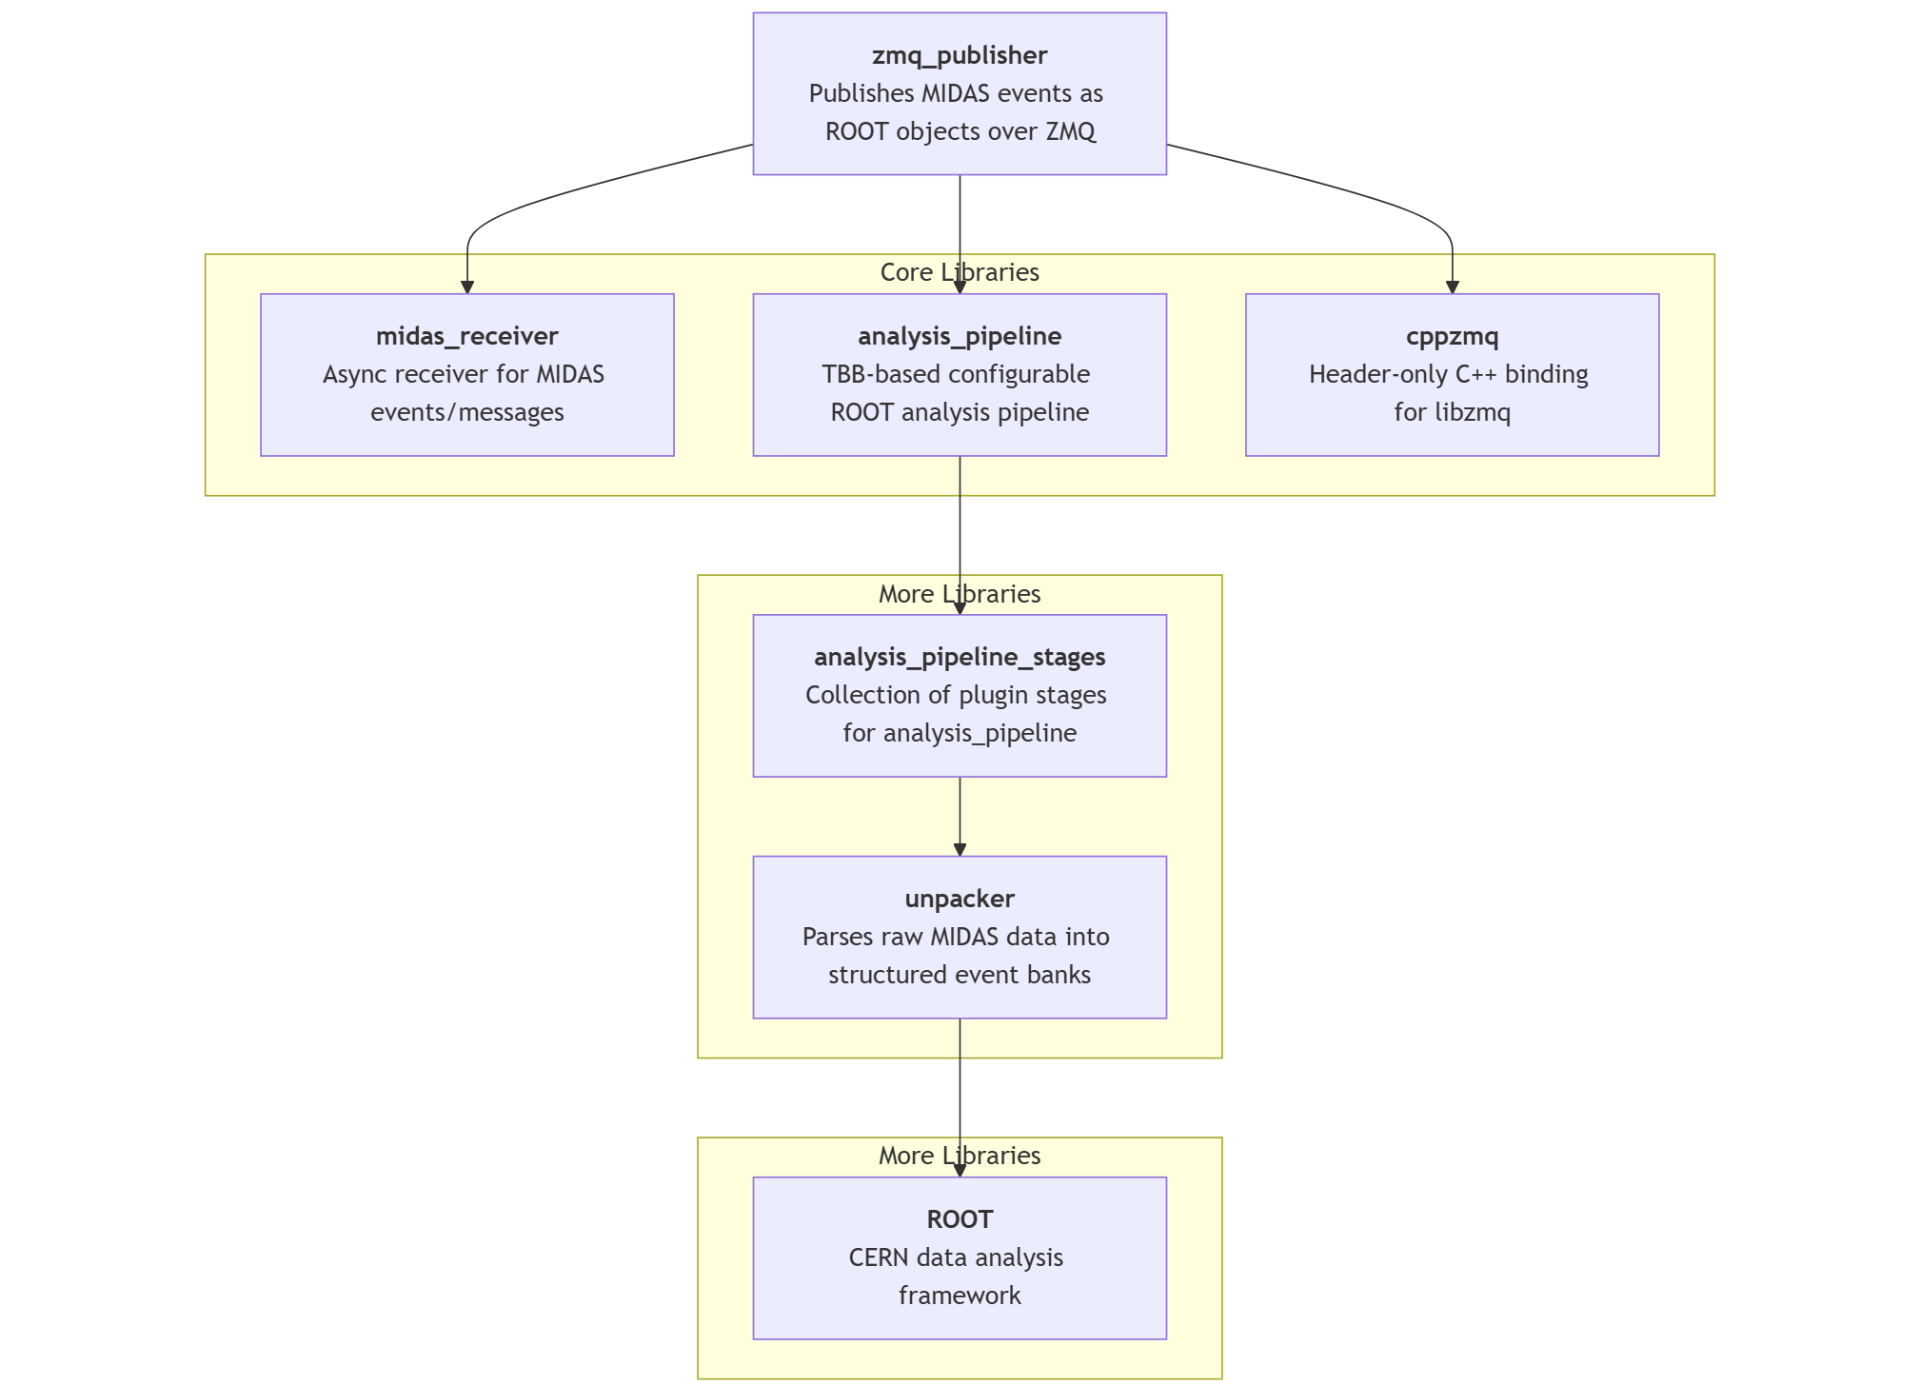 zmq_publisher
Publishes MIDAS events as
ROOT objects over ZMQ
Core Libraries
midas_receiver
Async receiver for MIDAS
events/messages
analysis_pipeline
TBB-based configurable
ROOT analysis pipeline
cppzmq
Header-only C++ binding
for libzmq
More Libraries
analysis_pipeline_stages
Collection of plugin stages
for analysis_pipeline
unpacker
Parses raw MIDAS data into
structured event banks
More Libraries
ROOT
CERN data analysis
framework